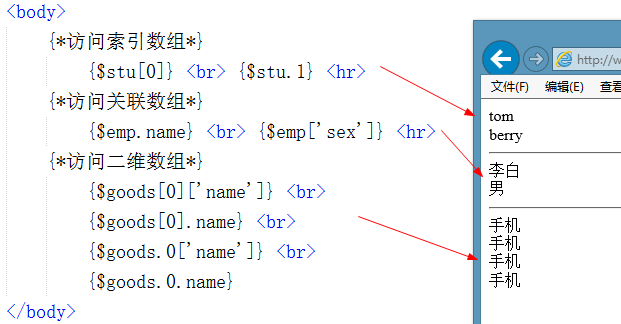 <body>
{*访问索引数组*}
{$stu[0]} <br> {$stu.1} <hr>
{*访问关联数组*}
{$emp.name} <br> {$emp['sex']} <hr>
{*访问二维数组*}
{$goods[0]['name']} <br>
{$goods[0].name} <br>
{$goods.0['name']} <br>
{$goods.0.name}
</body>
http://w
文件(F) 编辑(E) 查看
tom
berry
李白
男
手机
手机
手机
手机